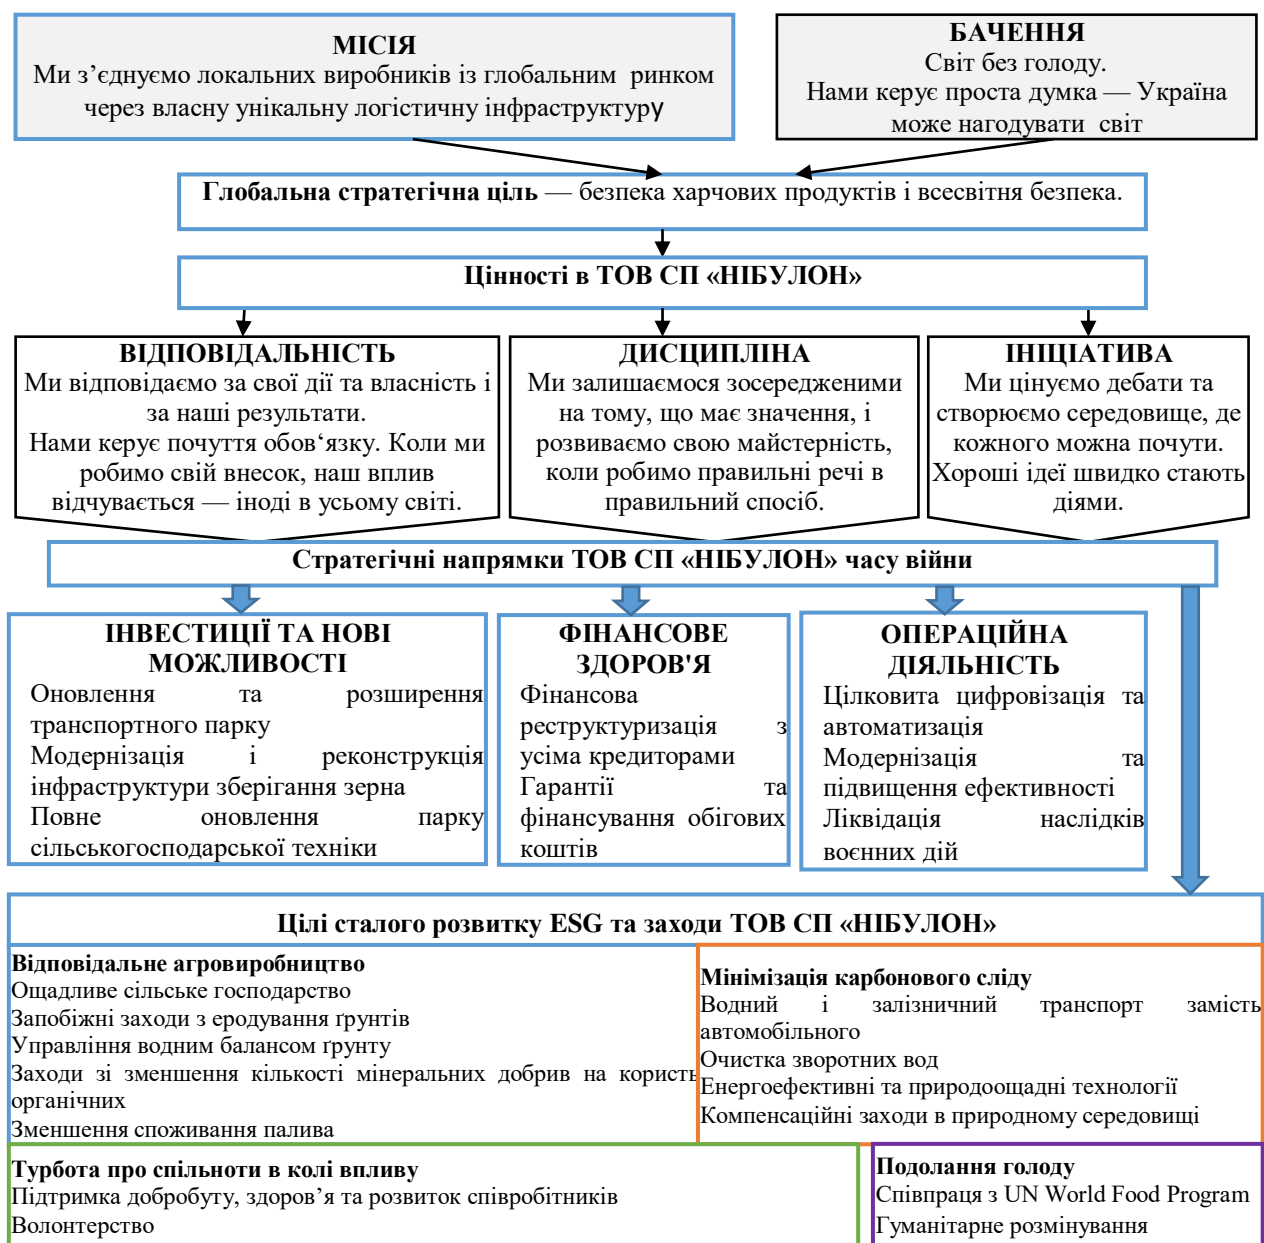 МІСІЯ
Ми з’єднуємо локальних виробників із глобальним ринком
через власну унікальну логістичну інфраструктуру
БАЧЕННЯ
Світ без голоду.
Нами керує проста думка — Україна
може нагодувати світ
Глобальна стратегічна ціль — безпека харчових продуктів і всесвітня безпека.
Цінності в ТОВ СП «НІБУЛОН»
ВІДПОВІДАЛЬНІСТЬ
Ми відповідаємо за свої дії та власність і
за наші результати.
Нами керує почуття обов‘язку. Коли ми
робимо свій внесок, наш вплив
відчувається — іноді в усьому світі.
ДИСЦИПЛІНА
Ми залишаємося зосередженими
на тому, що має значення, і
розвиваємо свою майстерність,
коли робимо правильні речі в
правильний спосіб.
ІНІЦІАТИВА
Ми цінуємо дебати та
створюємо середовище, де
кожного можна почути.
Хороші ідеї швидко стають
діями.
Стратегічні напрямки ТОВ СП «НІБУЛОН» часу війни
ІНВЕСТИЦІЇ ТА НОВІ
МОЖЛИВОСТІ
Оновлення та розширення
транспортного парку
Модернізація і реконструкція
інфраструктури зберігання зерна
Повне оновлення парку
сільськогосподарської техніки
ФІНАНСОВЕ
ЗДОРОВ'Я
Фінансова
реструктуризація з
усіма кредиторами
Гарантії та
фінансування обігових
коштів
ОПЕРАЦІЙНА
ДІЯЛЬНІСТЬ
Цілковита цифровізація та
автоматизація
Модернізація та
підвищення ефективності
Ліквідація наслідків
воєнних дій
Цілі сталого розвитку ESG та заходи ТОВ СП «НІБУЛОН»
Відповідальне агровиробництво
Ощадливе сільське господарство
Запобіжні заходи з еродування ґрунтів
Управління водним балансом ґрунту
Заходи зі зменшення кількості мінеральних добрив на користь
органічних
Зменшення споживання палива
Мінімізація карбонового сліду
Водний і залізничний транспорт замість
автомобільного
Очистка зворотних вод
Енергоефективні та природоощадні технології
Компенсаційні заходи в природному середовищі
Турбота про спільноти в колі впливу
Підтримка добробуту, здоров’я та розвиток співробітників
Волонтерство
Подолання голоду
Співпраця з UN World Food Program
Гуманітарне розмінування